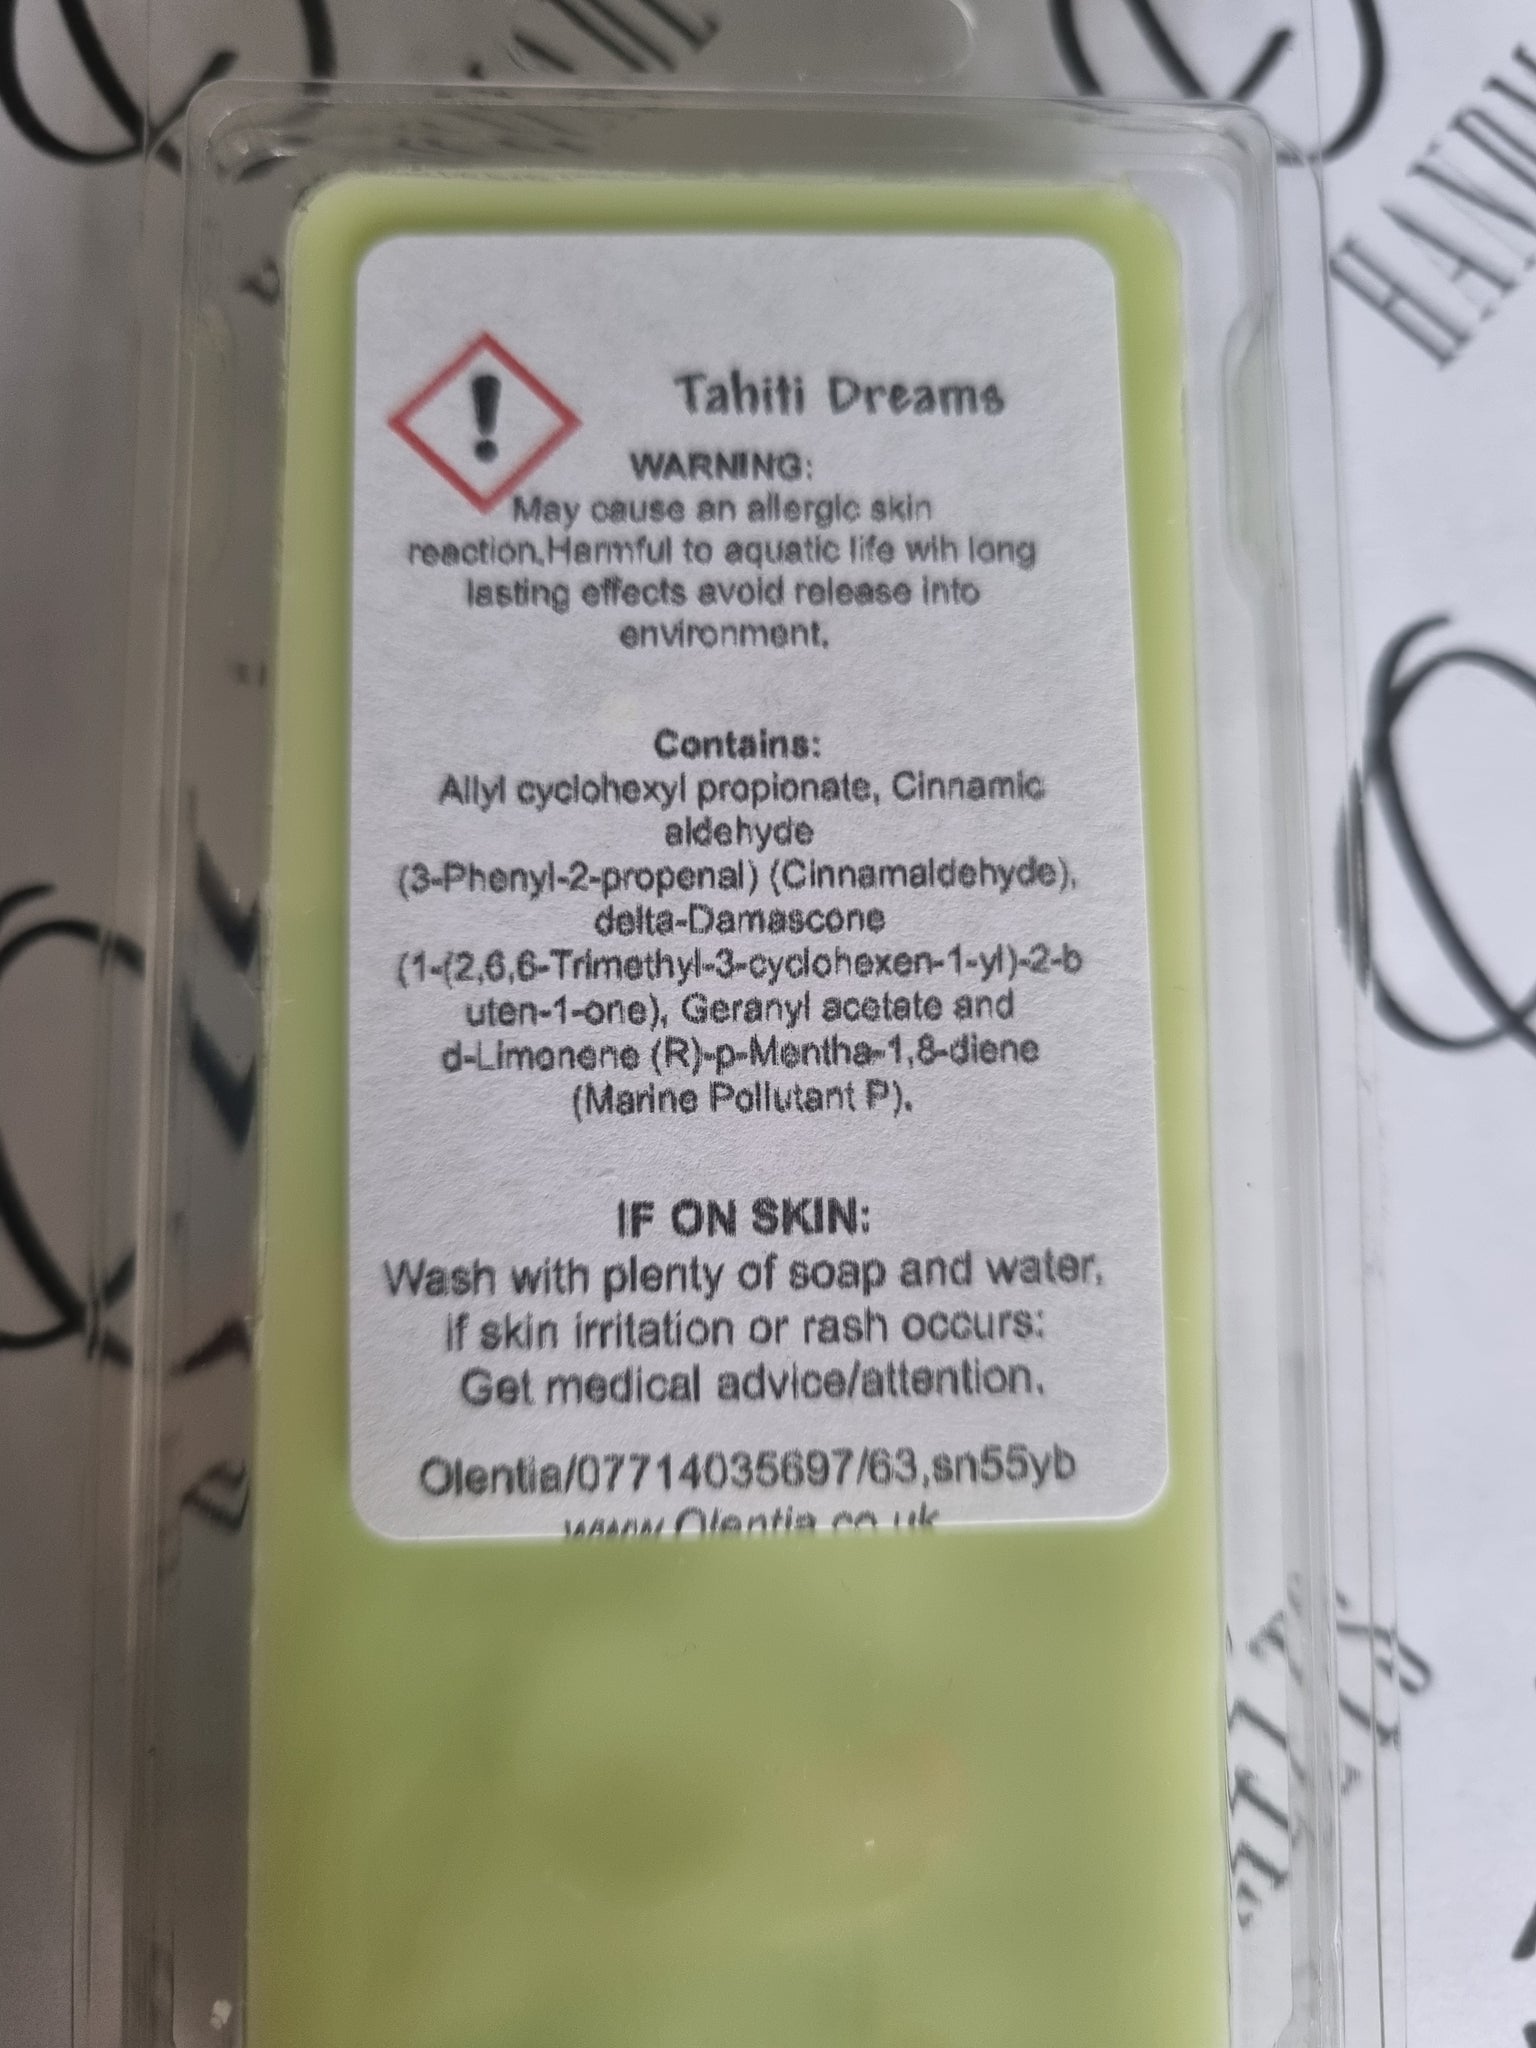 Tahiti Dreams
WARNING:
May cause an allergic skin
reaction.Harmful to aquatic life wih long
lasting effects avoid release into
environment.
Contains:
Allyl cyclohexyl propionate, Cinnamic
aldehyde
(3-Phenyl-2-propenal) (Cinnamaldehyde),
delta-Damascone
(1-(2,6,6-Trimethyl-3-cyclohexen-1-yl)-2-b
uten-1-one), Geranyl acetate and
d-Limonene (R)-p-Mentha-1,8-diene
(Marine Pollutant P).
IF ON SKIN:
Wash with plenty of soap and water,
if skin irritation or rash occurs:
Get medical advice/attention.
Olentia/07714035697/63,sn55yb
www.Olentia.co.uk